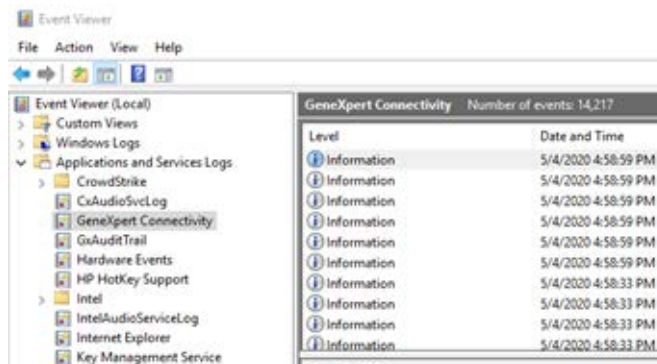 Event Viewer
File Action View Help
Event Viewer (Local)
Custom Views
Windows Logs
Applications and Services Logs
CrowdStrike
CxAudioSvcLog
GeneXpert Connectivity
GxAuditTrail
Hardware Events
HP HotKey Support
Intel
IntelAudioServiceLog
Internet Explorer
Key Management Service
GeneXpert Connectivity Number of events: 14,217
Level Date and Time
Information 5/4/2020 4:58:59 PM
Information 5/4/2020 4:58:59 PM
Information 5/4/2020 4:58:59 PM
Information 5/4/2020 4:58:59 PM
Information 5/4/2020 4:58:59 PM
Information 5/4/2020 4:58:59 PM
Information 5/4/2020 4:58:33 PM
Information 5/4/2020 4:58:33 PM
Information 5/4/2020 4:58:33 PM
Information 5/4/2020 4:58:33 PM